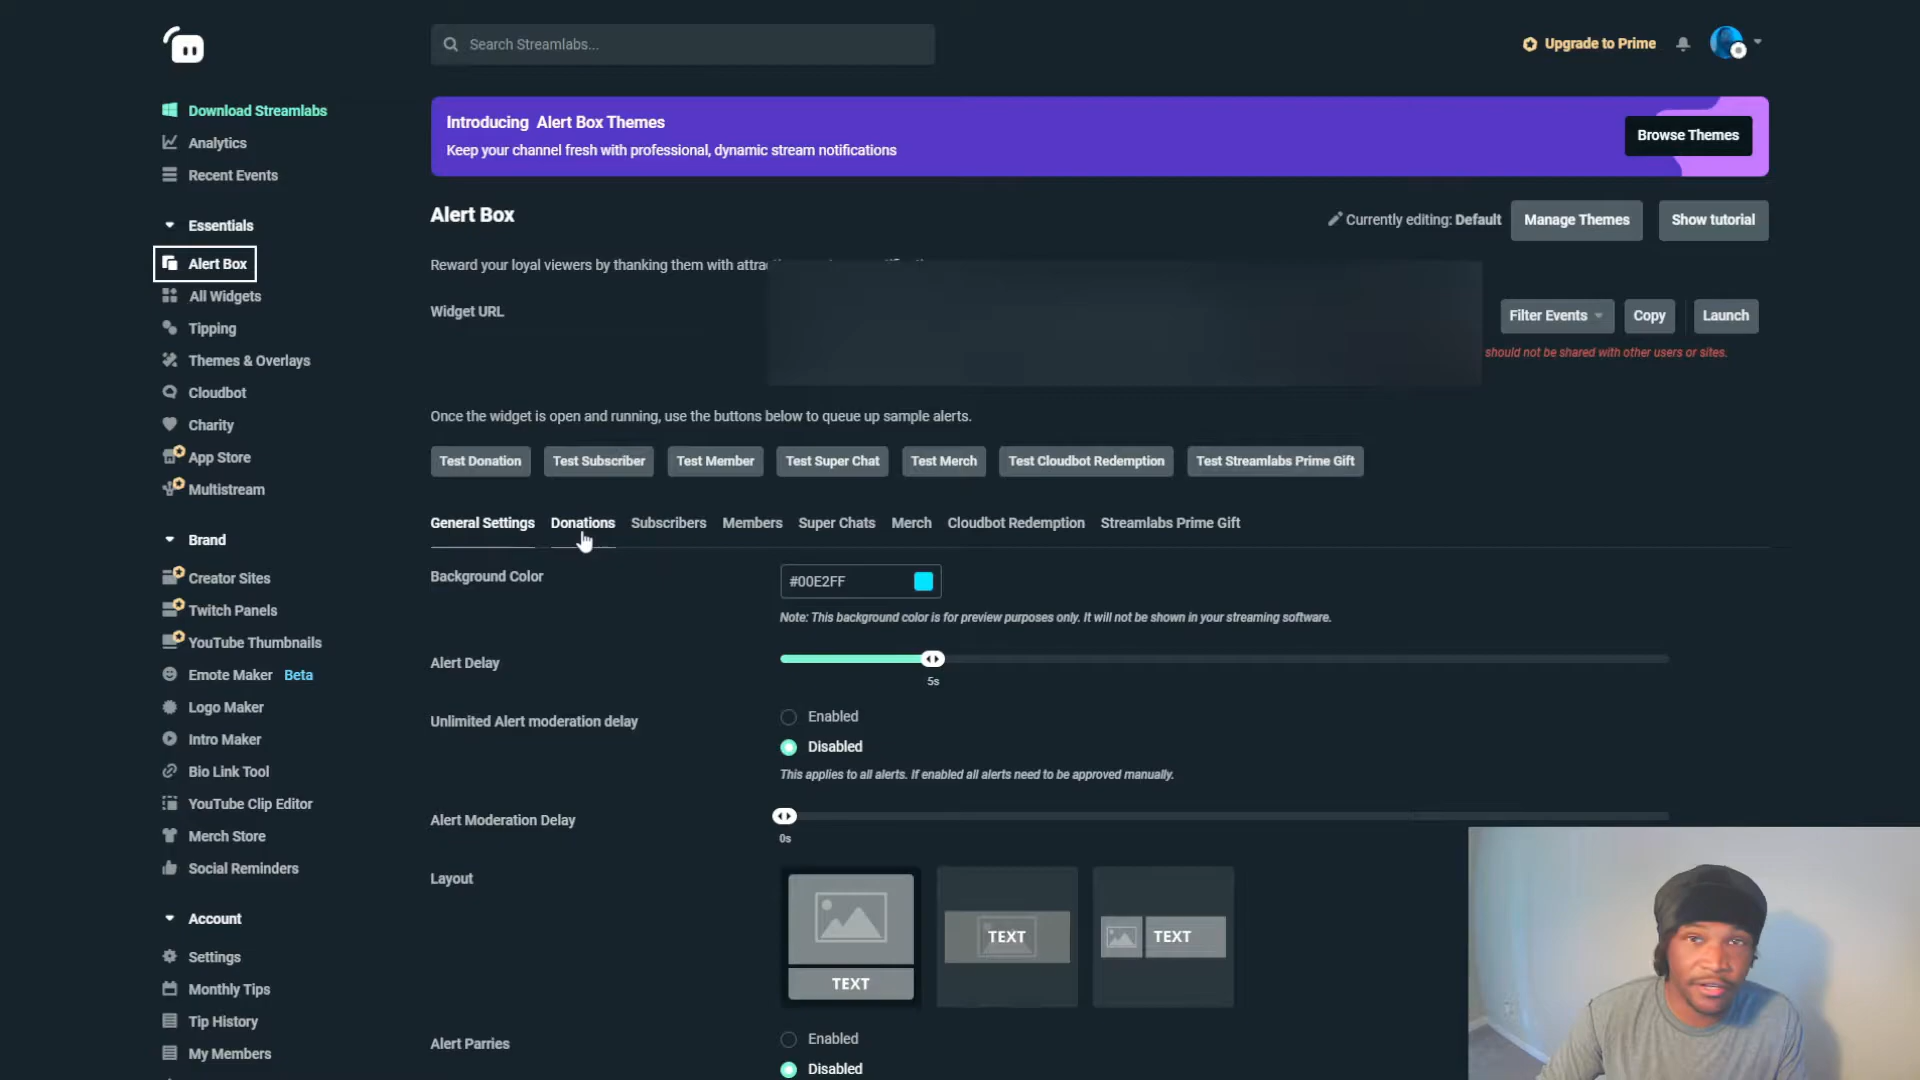 Search Streamlabs...
Upgrade to Prime
Download Streamlabs
Analytics
Recent Events
Essentials
Alert Box
All Widgets
Tipping
Themes & Overlays
Cloudbot
Charity
App Store
Multistream
Brand
Creator Sites
Twitch Panels
YouTube Thumbnails
Emote Maker Beta
Logo Maker
Intro Maker
Bio Link Tool
YouTube Clip Editor
Merch Store
Social Reminders
Account
Settings
Monthly Tips
Tip History
My Members
Introducing Alert Box Themes
Keep your channel fresh with professional, dynamic stream notifications
Browse Themes
Alert Box
Currently editing: Default
Manage Themes
Show tutorial
Reward your loyal viewers by thanking them with
Widget URL
Filter Events
Copy
Launch
should not be shared with other users or sites.
Once the widget is open and running, use the buttons below to queue up sample alerts.
Test Donation Test Subscriber Test Member Test Super Chat Test Merch Test Cloudbot Redemption Test Streamlabs Prime Gift
General Settings Donations Subscribers Members Super Chats Merch Cloudbot Redemption Streamlabs Prime Gift
Background Color
#00E2FF
Note: This background color is for preview purposes only. It will not be shown in your streaming software.
Alert Delay
5s
Unlimited Alert moderation delay
Enabled
Disabled
This applies to all alerts. If enabled all alerts need to be approved manually.
Alert Moderation Delay
0s
Layout
TEXT
TEXT
TEXT
Alert Parries
Enabled
Disabled